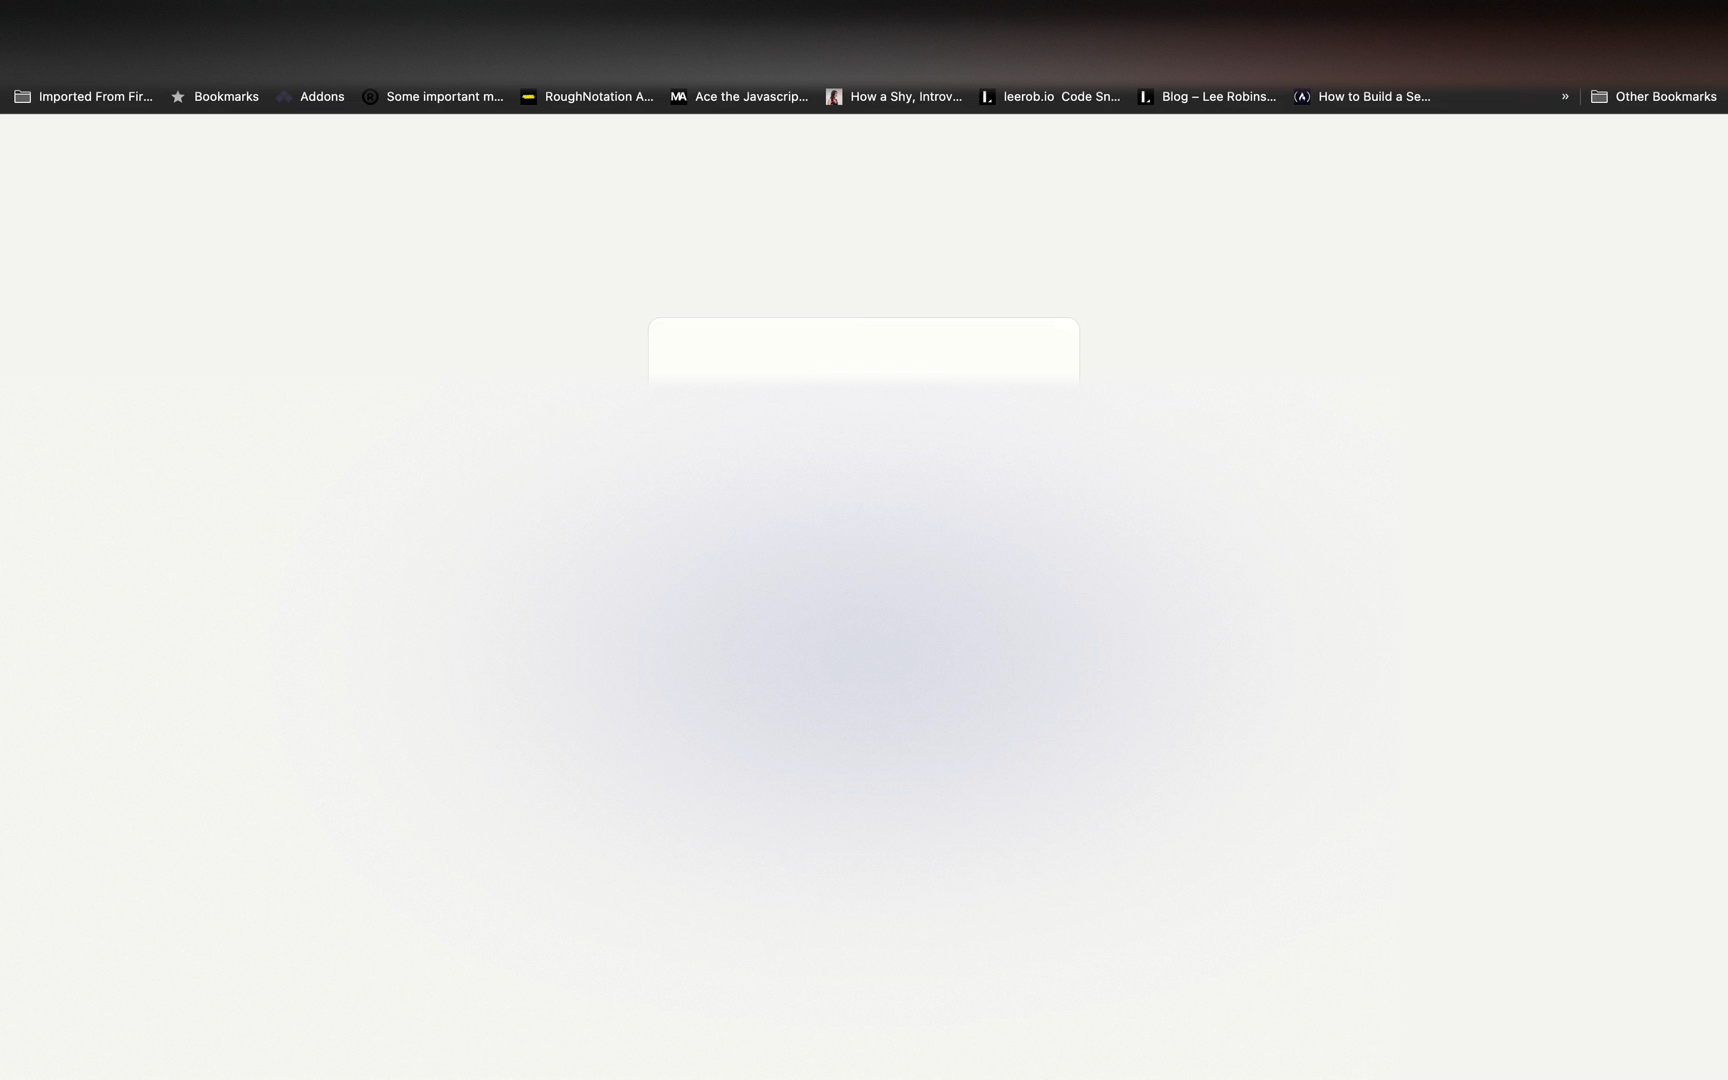 Imported From Fir... Bookmarks Addons Some important m... RoughNotation A... MA Ace the Javascrip... How a Shy, Introv... L leerob.io Code Sn... L Blog – Lee Robins... How to Build a Se... » Other Bookmarks